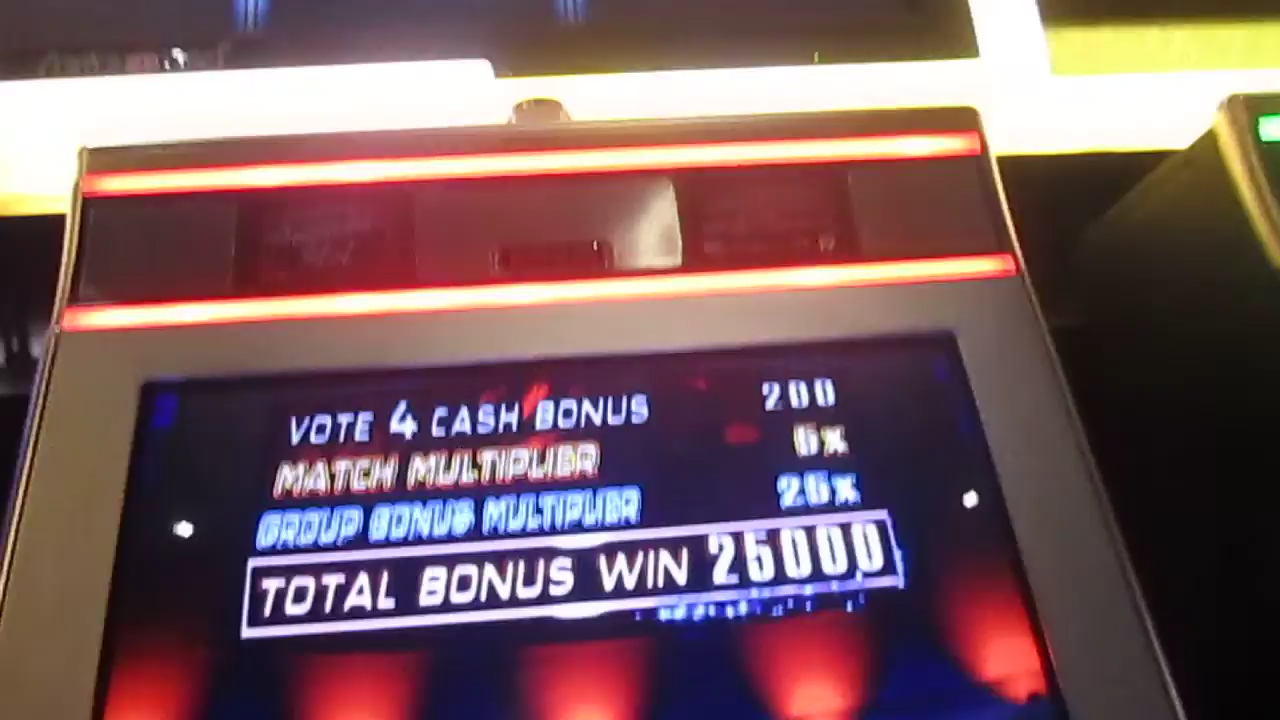 VOTE 4 CASH BONUS 200
MATCH MULTIPLIER 5x
GROUP BONUS MULTIPLIER 25x
TOTAL BONUS WIN 25000